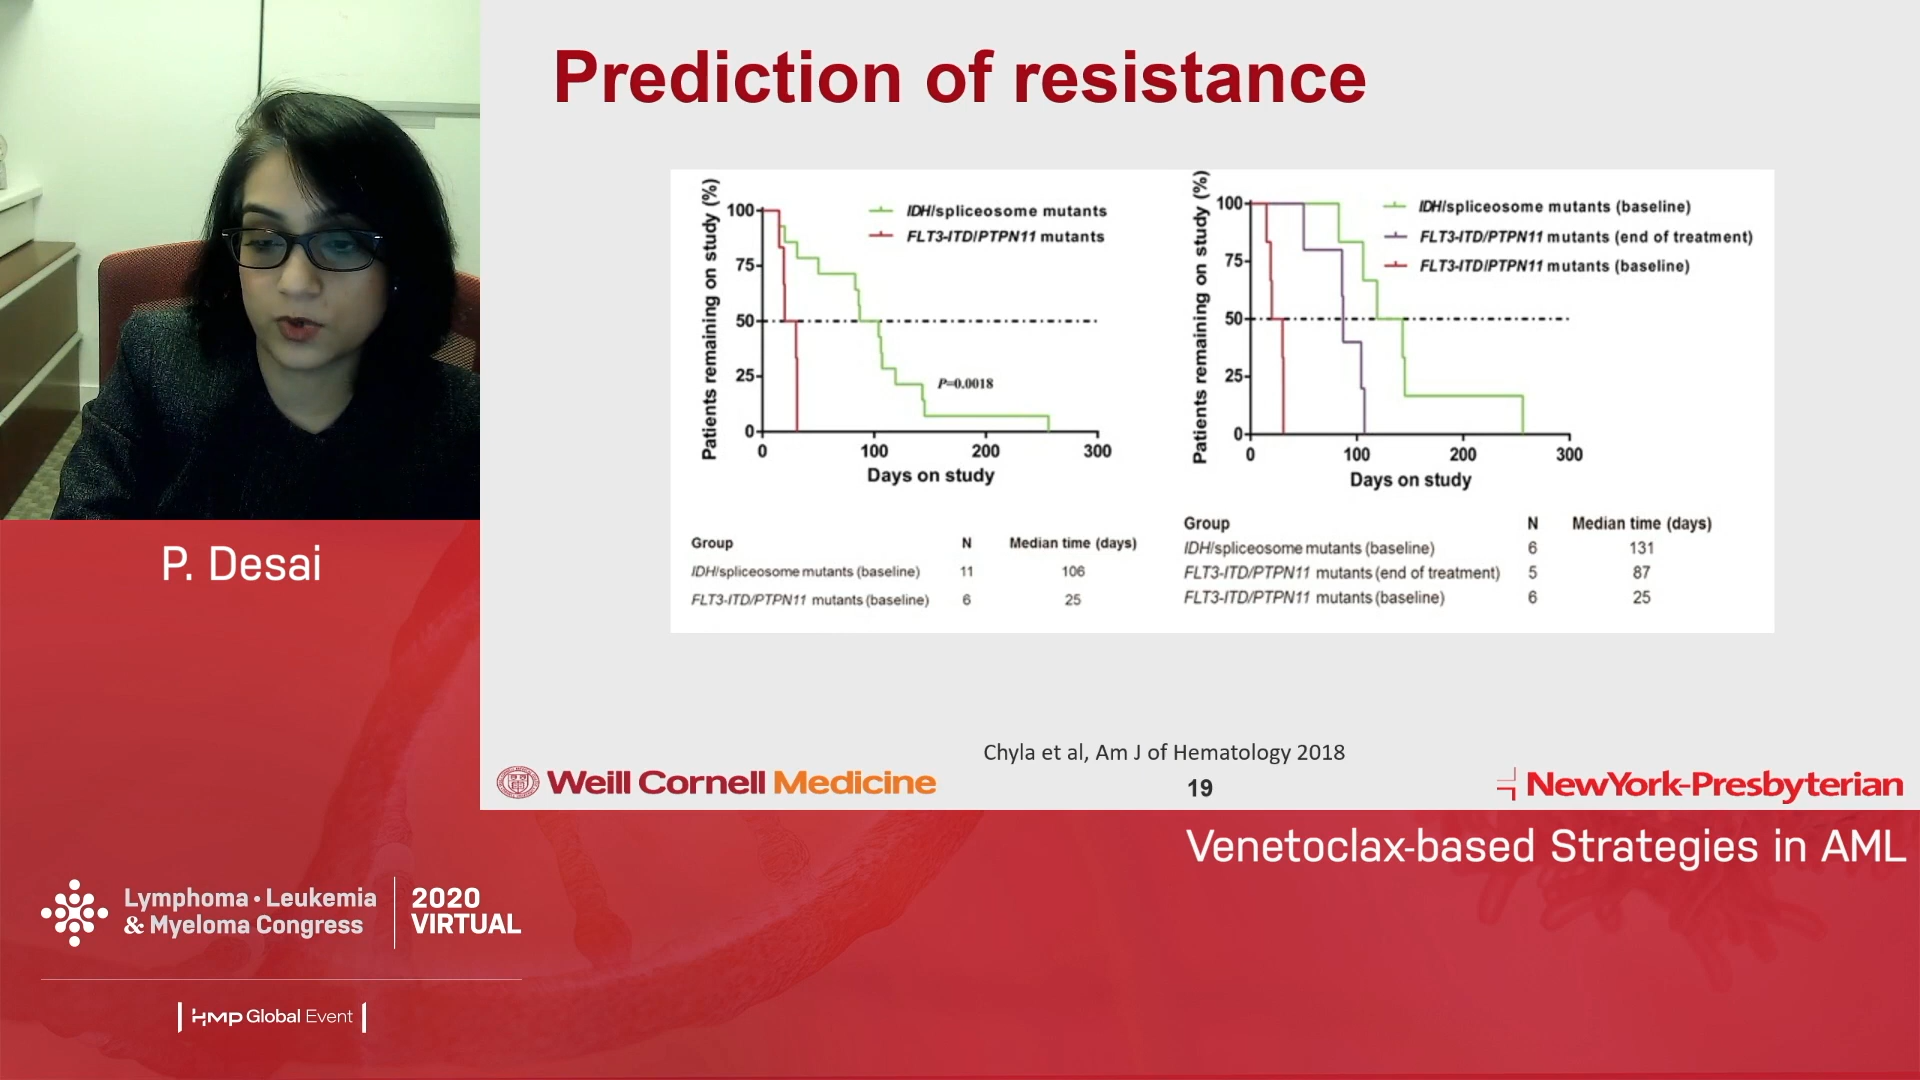 Prediction of resistance
Patients remaining on study (%)
100
75
50
25
0
0 100 200 300
Days on study
IDH/spliceosome mutants
FLT3-ITD/PTPN11 mutants
P=0.0018
Group N Median time (days)
IDH/spliceosome mutants (baseline) 11 106
FLT3-ITD/PTPN11 mutants (baseline) 6 25
Patients remaining on study (%)
100
75
50
25
0
0 100 200 300
Days on study
IDH/spliceosome mutants (baseline)
FLT3-ITD/PTPN11 mutants (end of treatment)
FLT3-ITD/PTPN11 mutants (baseline)
Group N Median time (days)
IDH/spliceosome mutants (baseline) 6 131
FLT3-ITD/PTPN11 mutants (end of treatment) 5 87
FLT3-ITD/PTPN11 mutants (baseline) 6 25
Chyla et al, Am J of Hematology 2018
Weill Cornell Medicine
19
NewYork-Presbyterian
P. Desai
Venetoclax-based Strategies in AML
Lymphoma • Leukemia
& Myeloma Congress
2020
VIRTUAL
HMP Global Event